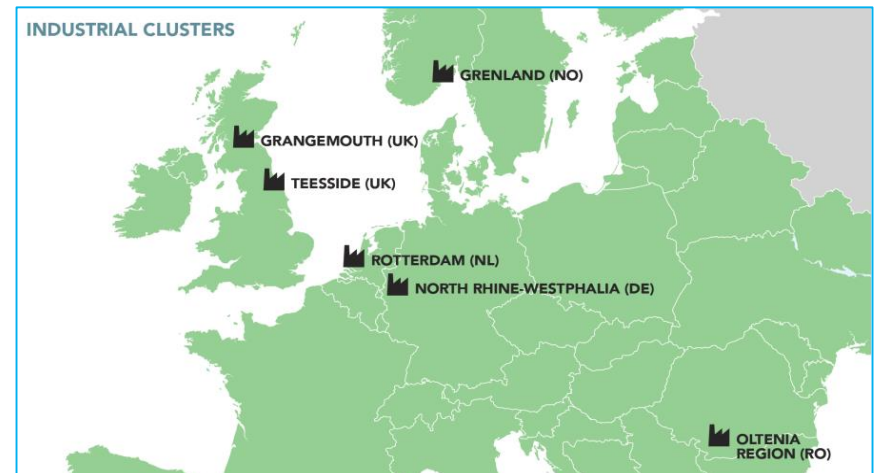 INDUSTRIAL CLUSTERS
GRENLAND (NO)
GRANGEMOUTH (UK)
TEESSIDE (UK)
ROTTERDAM (NL)
NORTH RHINE-WESTPHALIA (DE)
OLTENIA
REGION (RO)